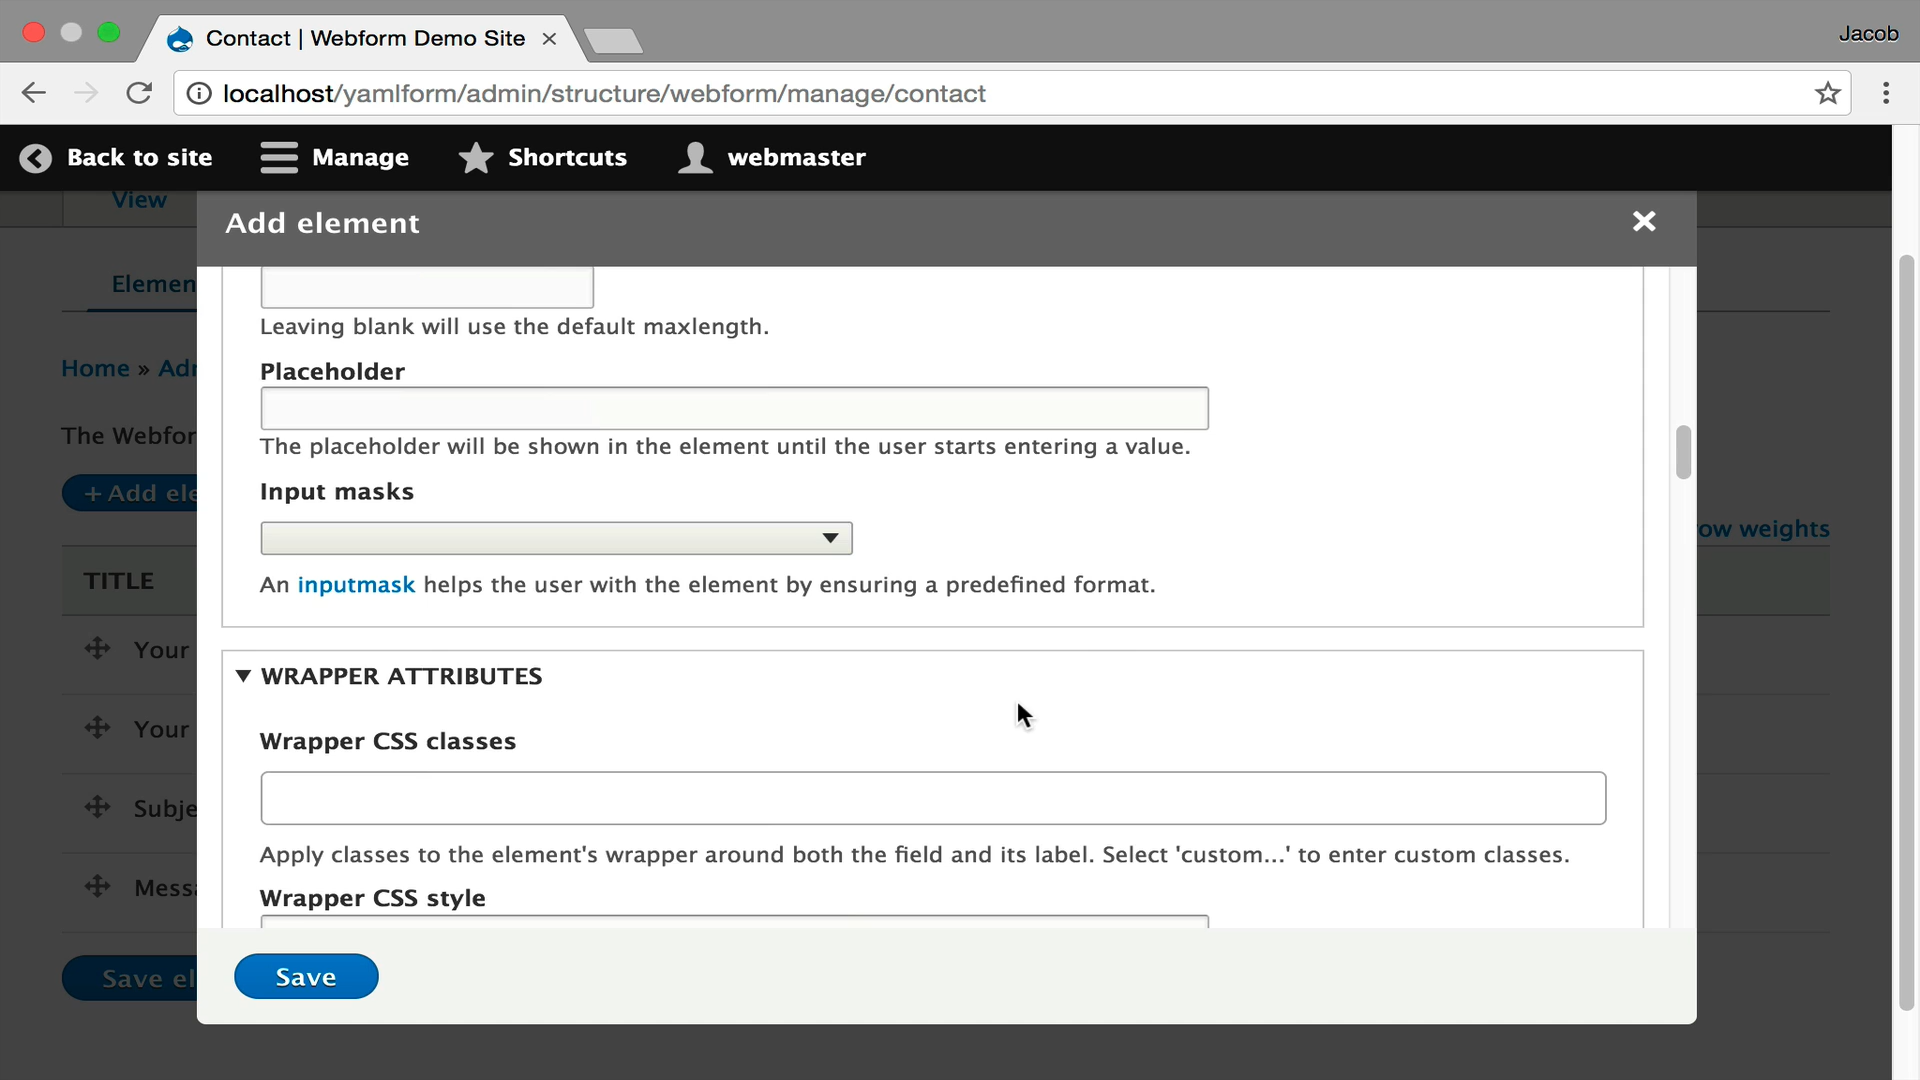 Contact | Webform Demo Site
Jacob
localhost/yamlform/admin/structure/webform/manage/contact
Back to site
Manage
Shortcuts
webmaster
View
Add element
Elemen
Leaving blank will use the default maxlength.
Home »
Placeholder
The placeholder will be shown in the element until the user starts entering a value.
The Webfor
Input masks
+ Add ele
ow weights
An inputmask helps the user with the element by ensuring a predefined format.
TITLE
Your
WRAPPER ATTRIBUTES
Your
Wrapper CSS classes
Subje
Apply classes to the element's wrapper around both the field and its label. Select 'custom...' to enter custom classes.
Messa
Wrapper CSS style
Save el
Save